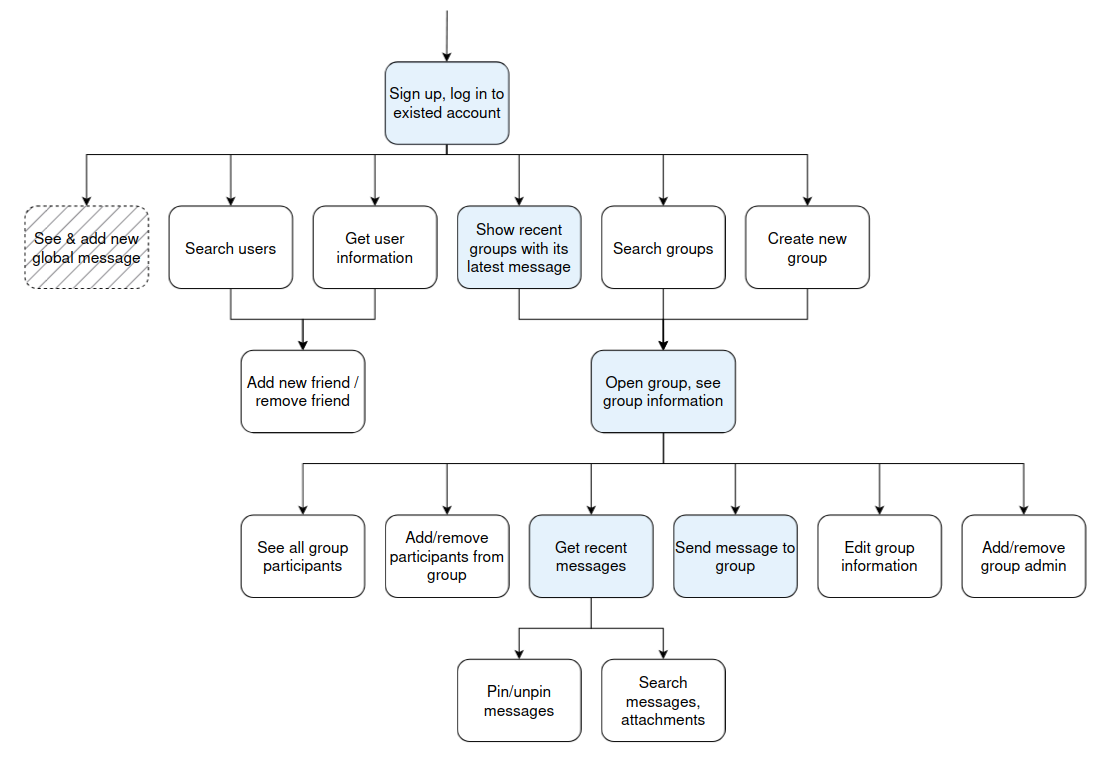 Sign up, log in to
existed account
See & add new
global message
Search users
Get user
information
Show recent
groups with its
latest message
Search groups
Create new
group
Add new friend /
remove friend
Open group, see
group information
See all group
participants
Add/remove
participants from
group
Get recent
messages
Send message to
group
Edit group
information
Add/remove
group admin
Pin/unpin
messages
Search
messages,
attachments